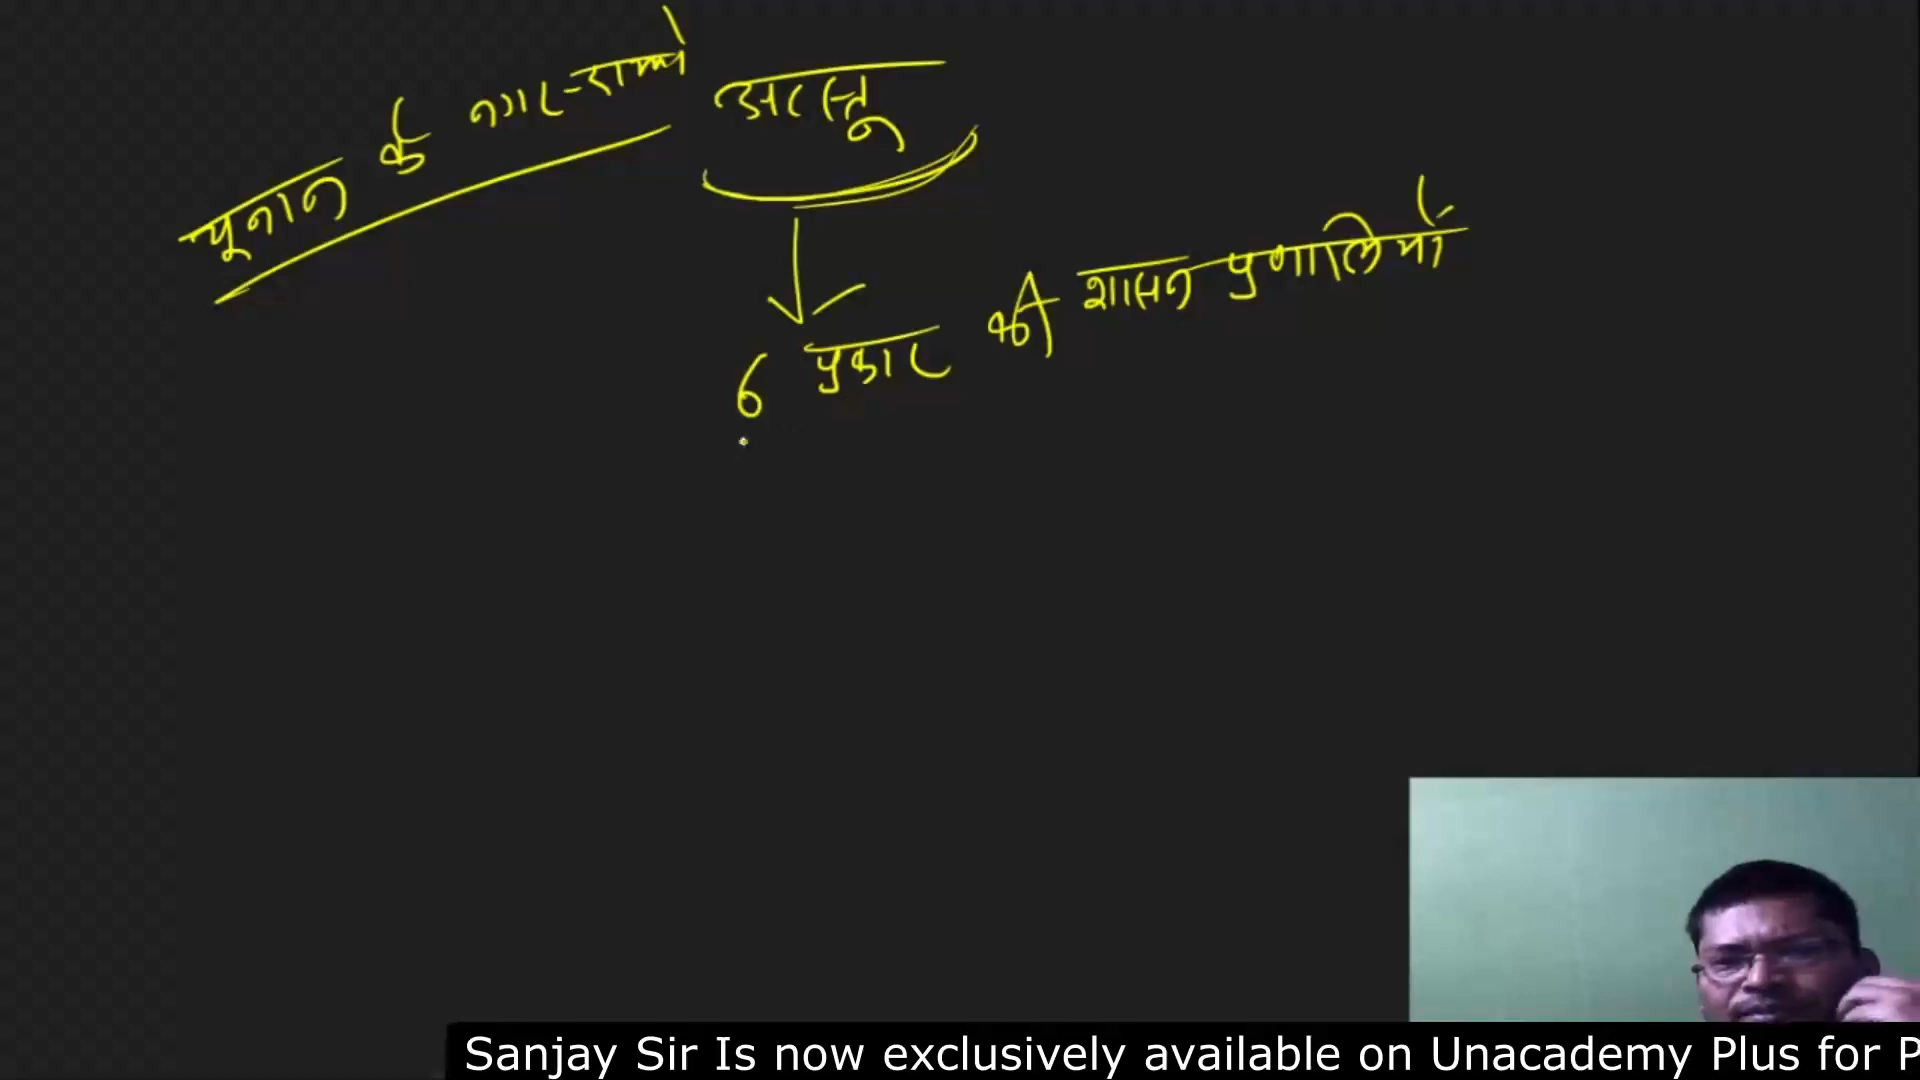 यूनान के नगर-राज्यो
अरस्तू
6 प्रकार की शासन प्रणालियाँ
Sanjay Sir Is now exclusively available on Unacademy Plus for P